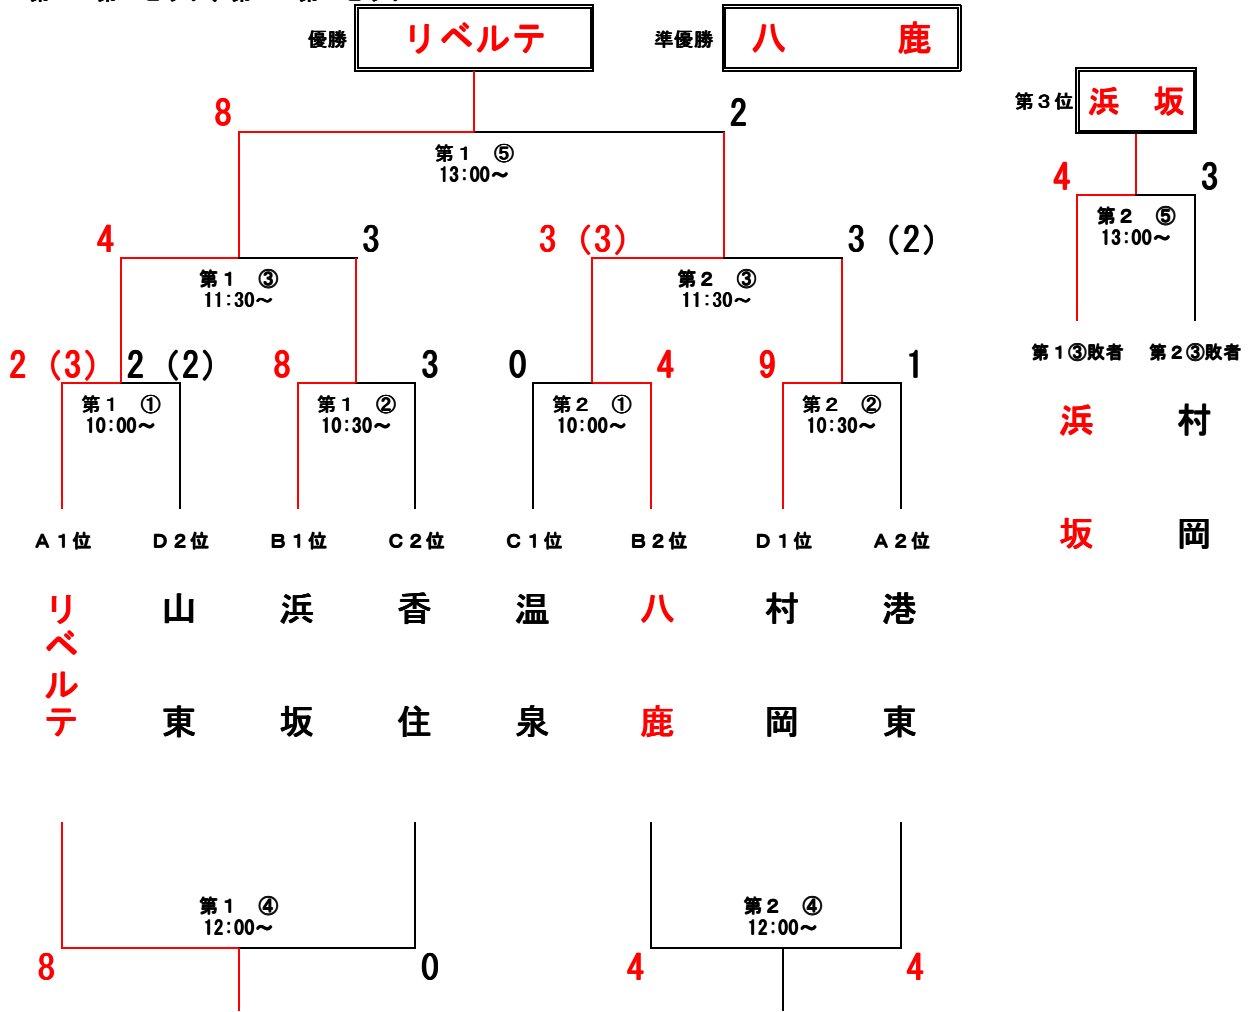 優勝 リベルテ 準優勝 八 鹿
第3位 浜 坂
8 2
第1 ⑤
13:00~
4 3
第2 ⑤
13:00~
4 3 3 (3) 3 (2)
第1 ③ 第2 ③
11:30~ 11:30~
第1③敗者 第2③敗者
2 (3) 2 (2) 8 3 0 4 9 1
第1 ① 第1 ② 第2 ① 第2 ②
10:00~ 10:30~ 10:00~ 10:30~
浜坂 村岡
A1位 D2位 B1位 C2位 C1位 B2位 D1位 A2位
リベルテ 山東 浜坂 香住 温泉 八鹿 村岡 港東
第1 ④ 第2 ④
12:00~ 12:00~
8 0 4 4